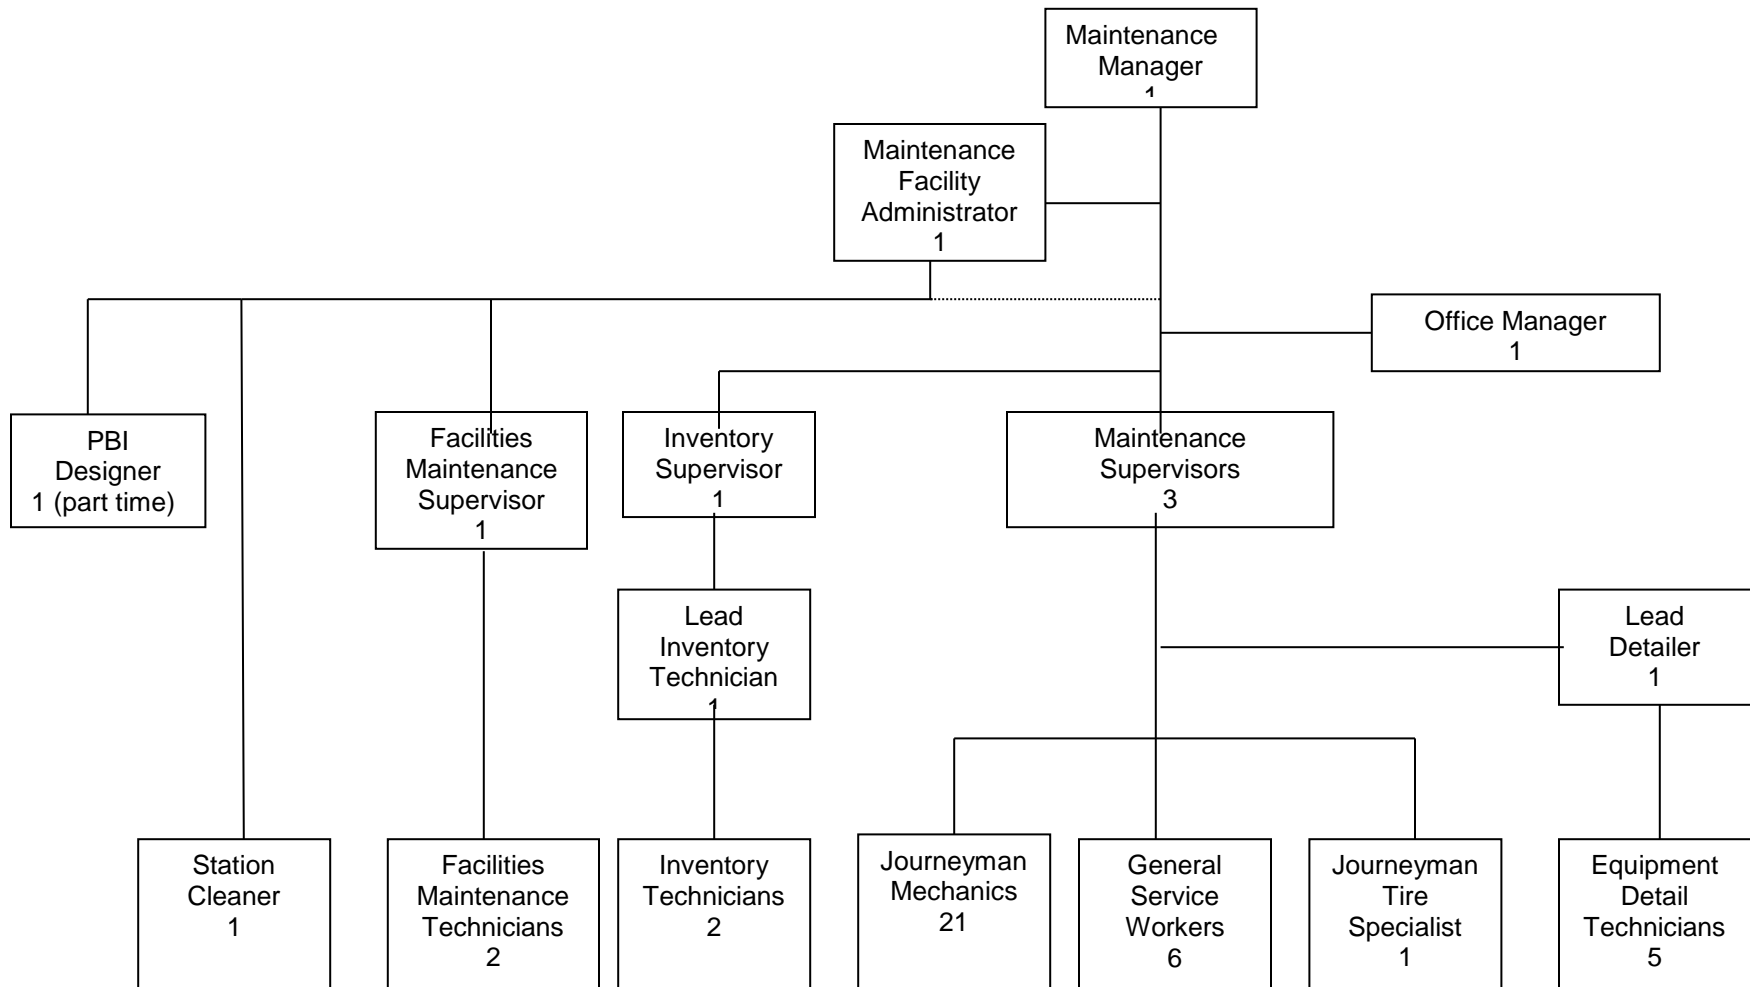 Maintenance
Manager
1
Maintenance
Facility
Administrator
1
Office Manager
1
PBI
Designer
1 (part time)
Facilities
Maintenance
Supervisor
1
Inventory
Supervisor
1
Maintenance
Supervisors
3
Lead
Inventory
Technician
1
Lead
Detailer
1
Station
Cleaner
1
Facilities
Maintenance
Technicians
2
Inventory
Technicians
2
Journeyman
Mechanics
21
General
Service
Workers
6
Journeyman
Tire
Specialist
1
Equipment
Detail
Technicians
5